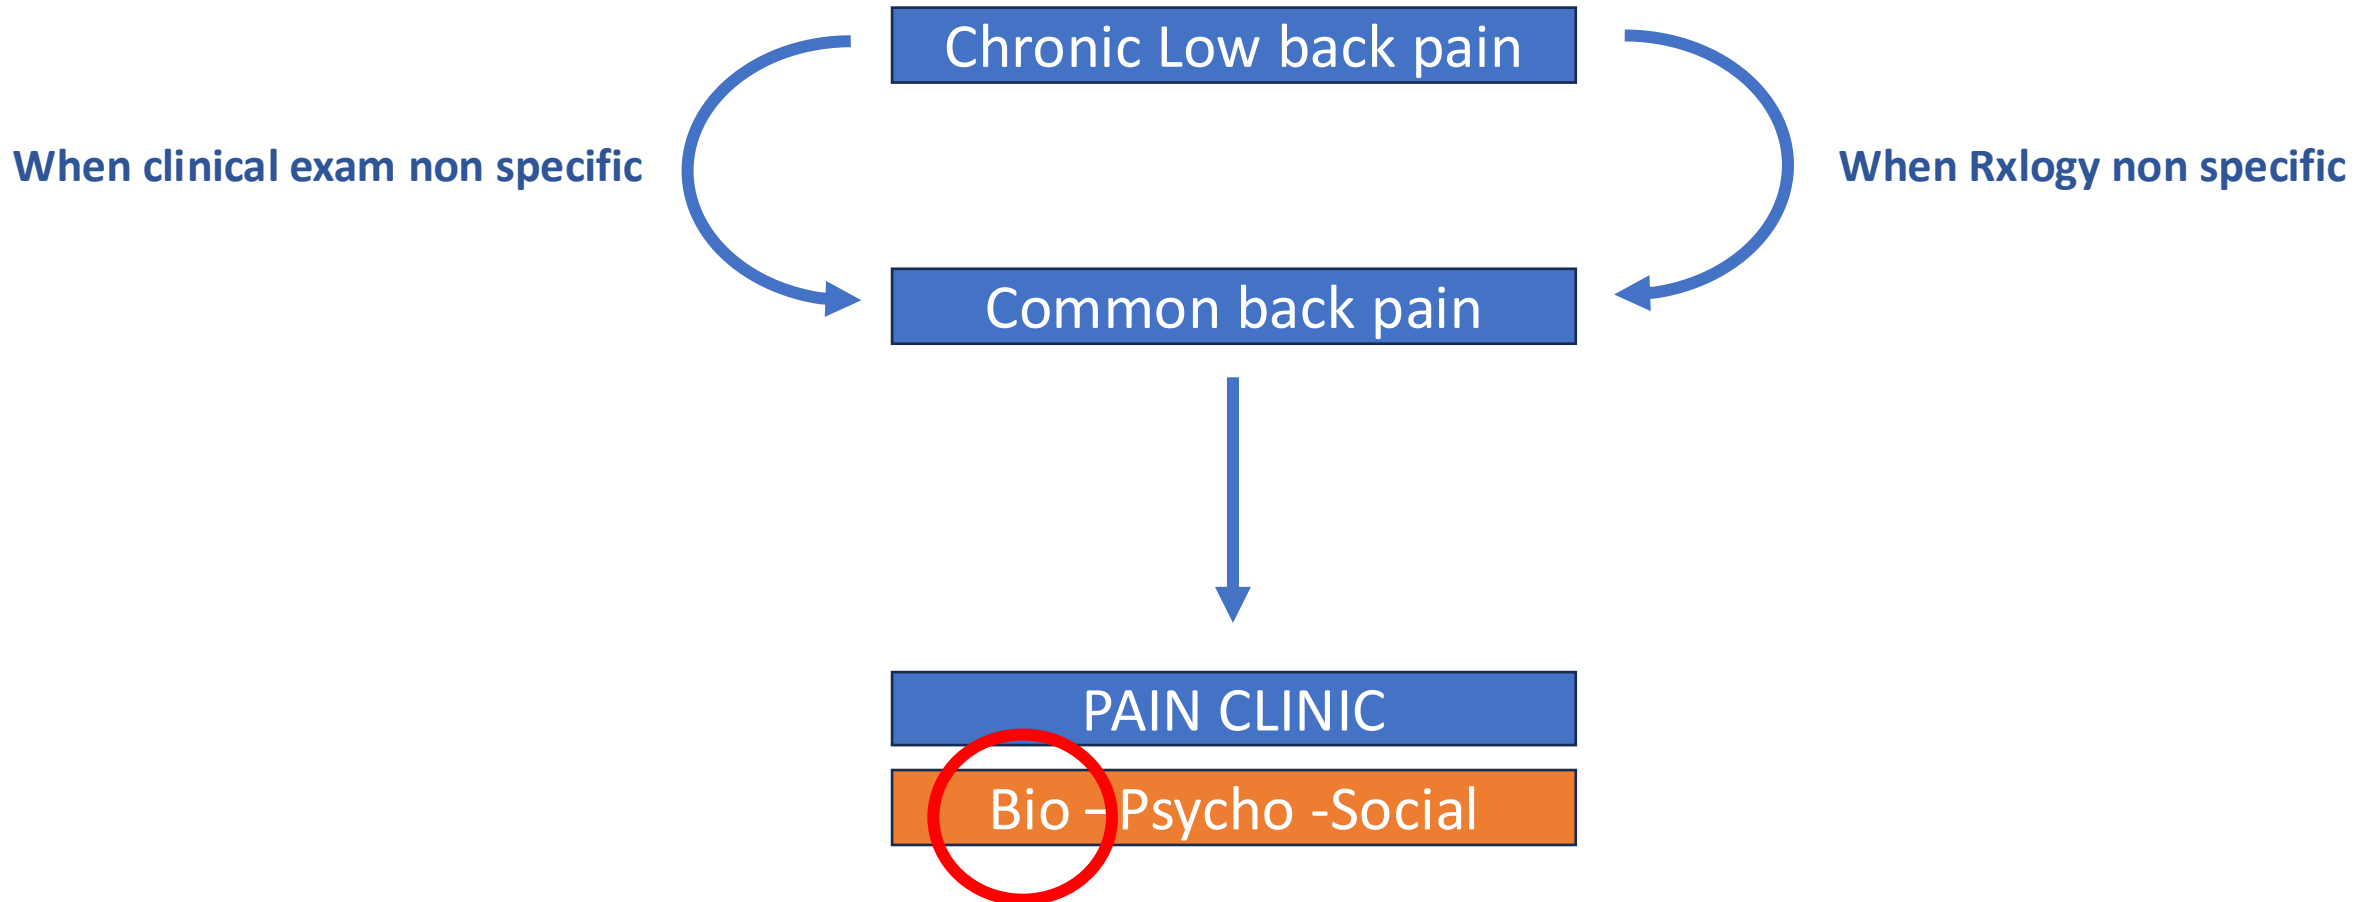 Chronic Low back pain
When clinical exam non specific
When Rxlogy non specific
Common back pain
PAIN CLINIC
Bio –Psycho -Social